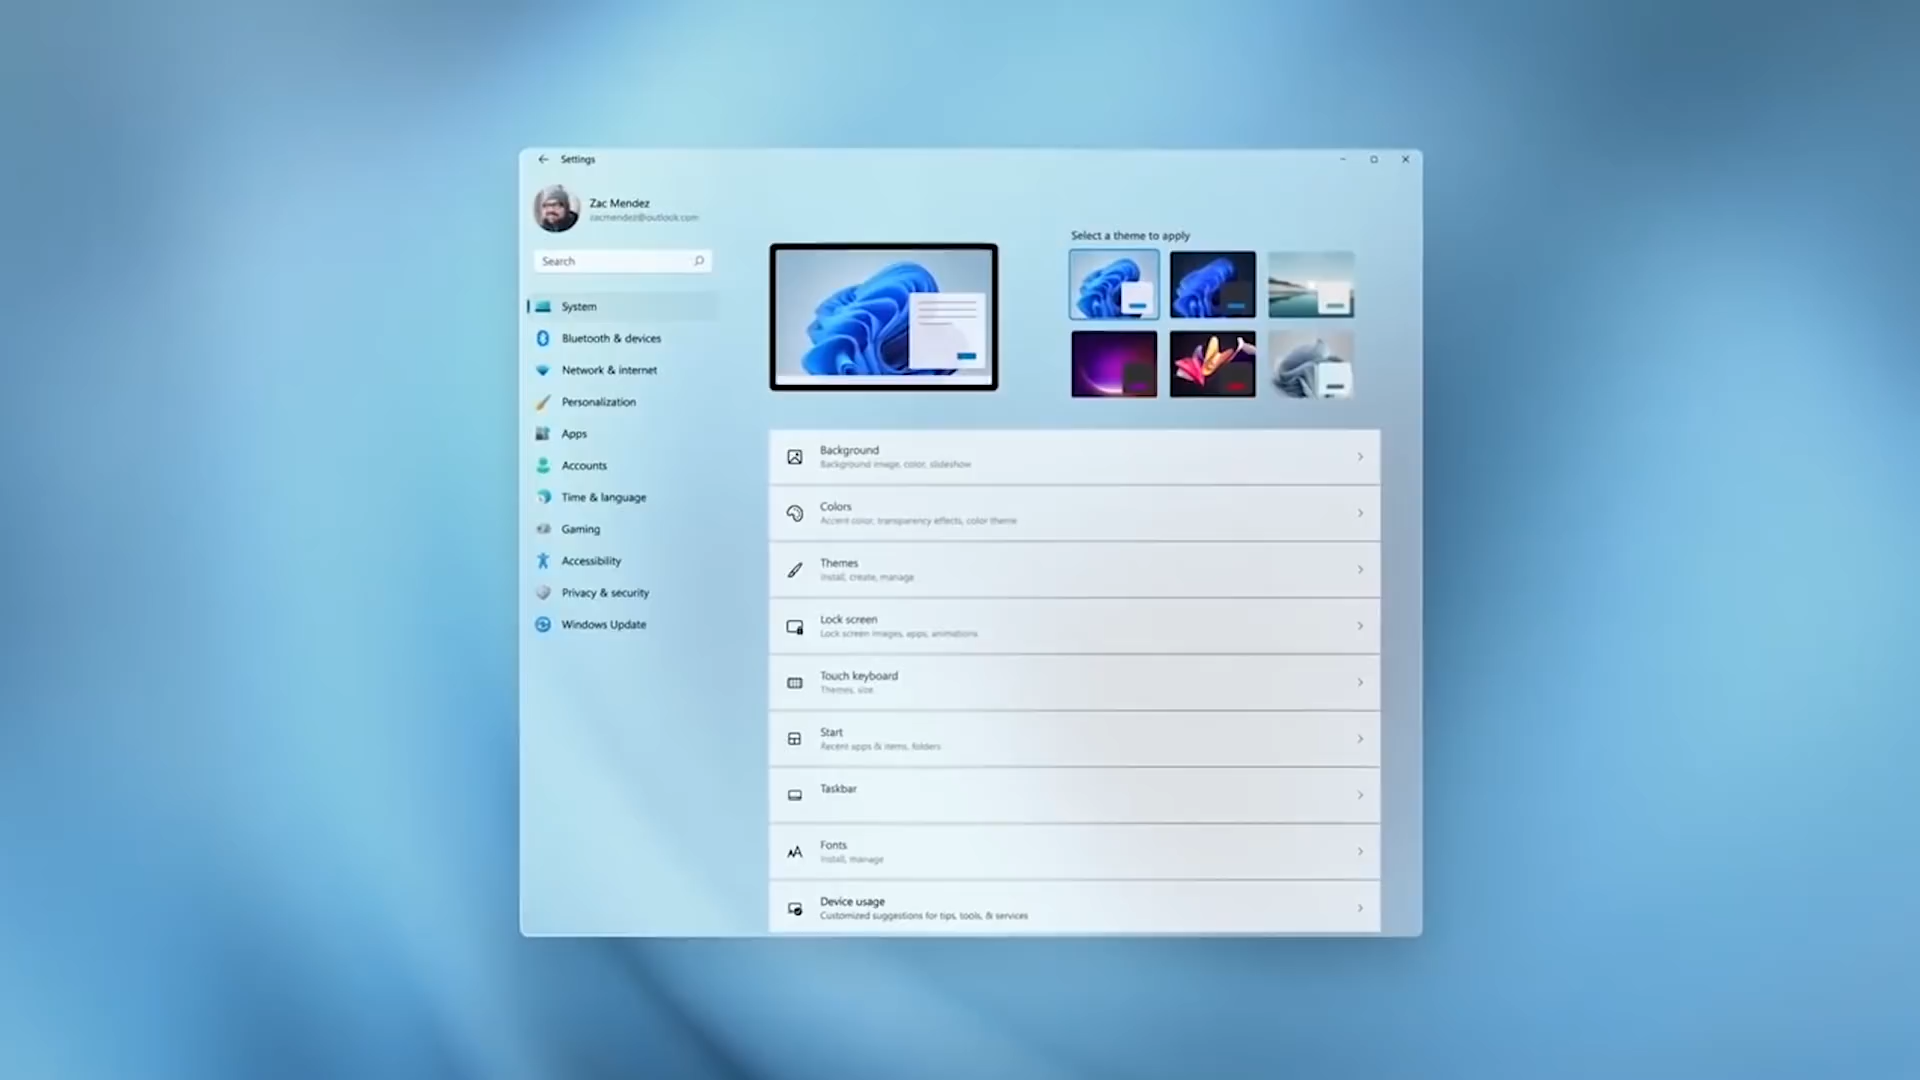 Settings
Zac Mendez
zacmendez@outlook.com
Search
System
Bluetooth & devices
Network & internet
Personalization
Apps
Accounts
Time & language
Gaming
Accessibility
Privacy & security
Windows Update
Select a theme to apply
Background
Background image, color, slideshow
Colors
Accent color, transparency effects, color theme
Themes
Install, create, manage
Lock screen
Lock screen images, apps, animations
Touch keyboard
Themes, size
Start
Recent apps & items, folders
Taskbar
Fonts
Install, manage
Device usage
Customized suggestions for tips, tools, & services